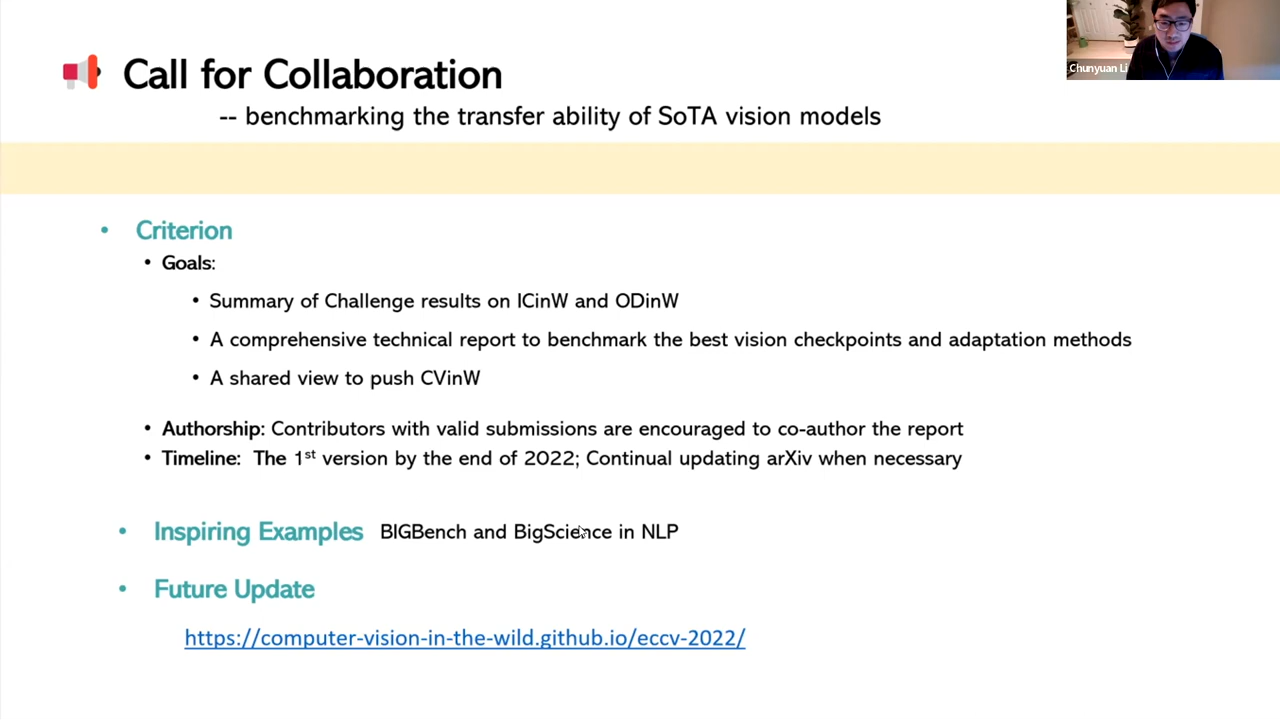 Call for Collaboration
-- benchmarking the transfer ability of SoTA vision models
Chunyuan Li
• Criterion
• Goals:
• Summary of Challenge results on ICinW and ODinW
• A comprehensive technical report to benchmark the best vision checkpoints and adaptation methods
• A shared view to push CVinW
• Authorship: Contributors with valid submissions are encouraged to co-author the report
• Timeline: The 1st version by the end of 2022; Continual updating arXiv when necessary
• Inspiring Examples BIGBench and BigScience in NLP
• Future Update
https://computer-vision-in-the-wild.github.io/eccv-2022/